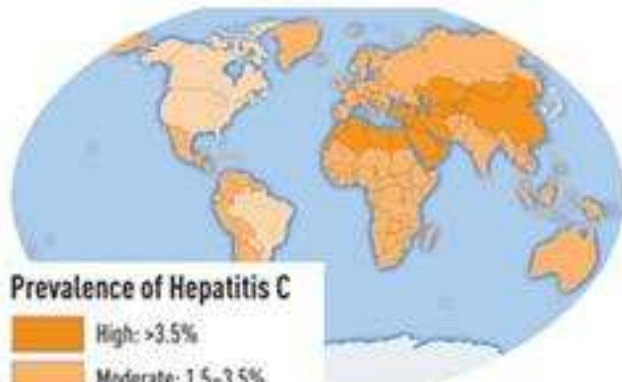 Prevalence of Hepatitis C
High: >3.5%
Moderate: 1.5–3.5%